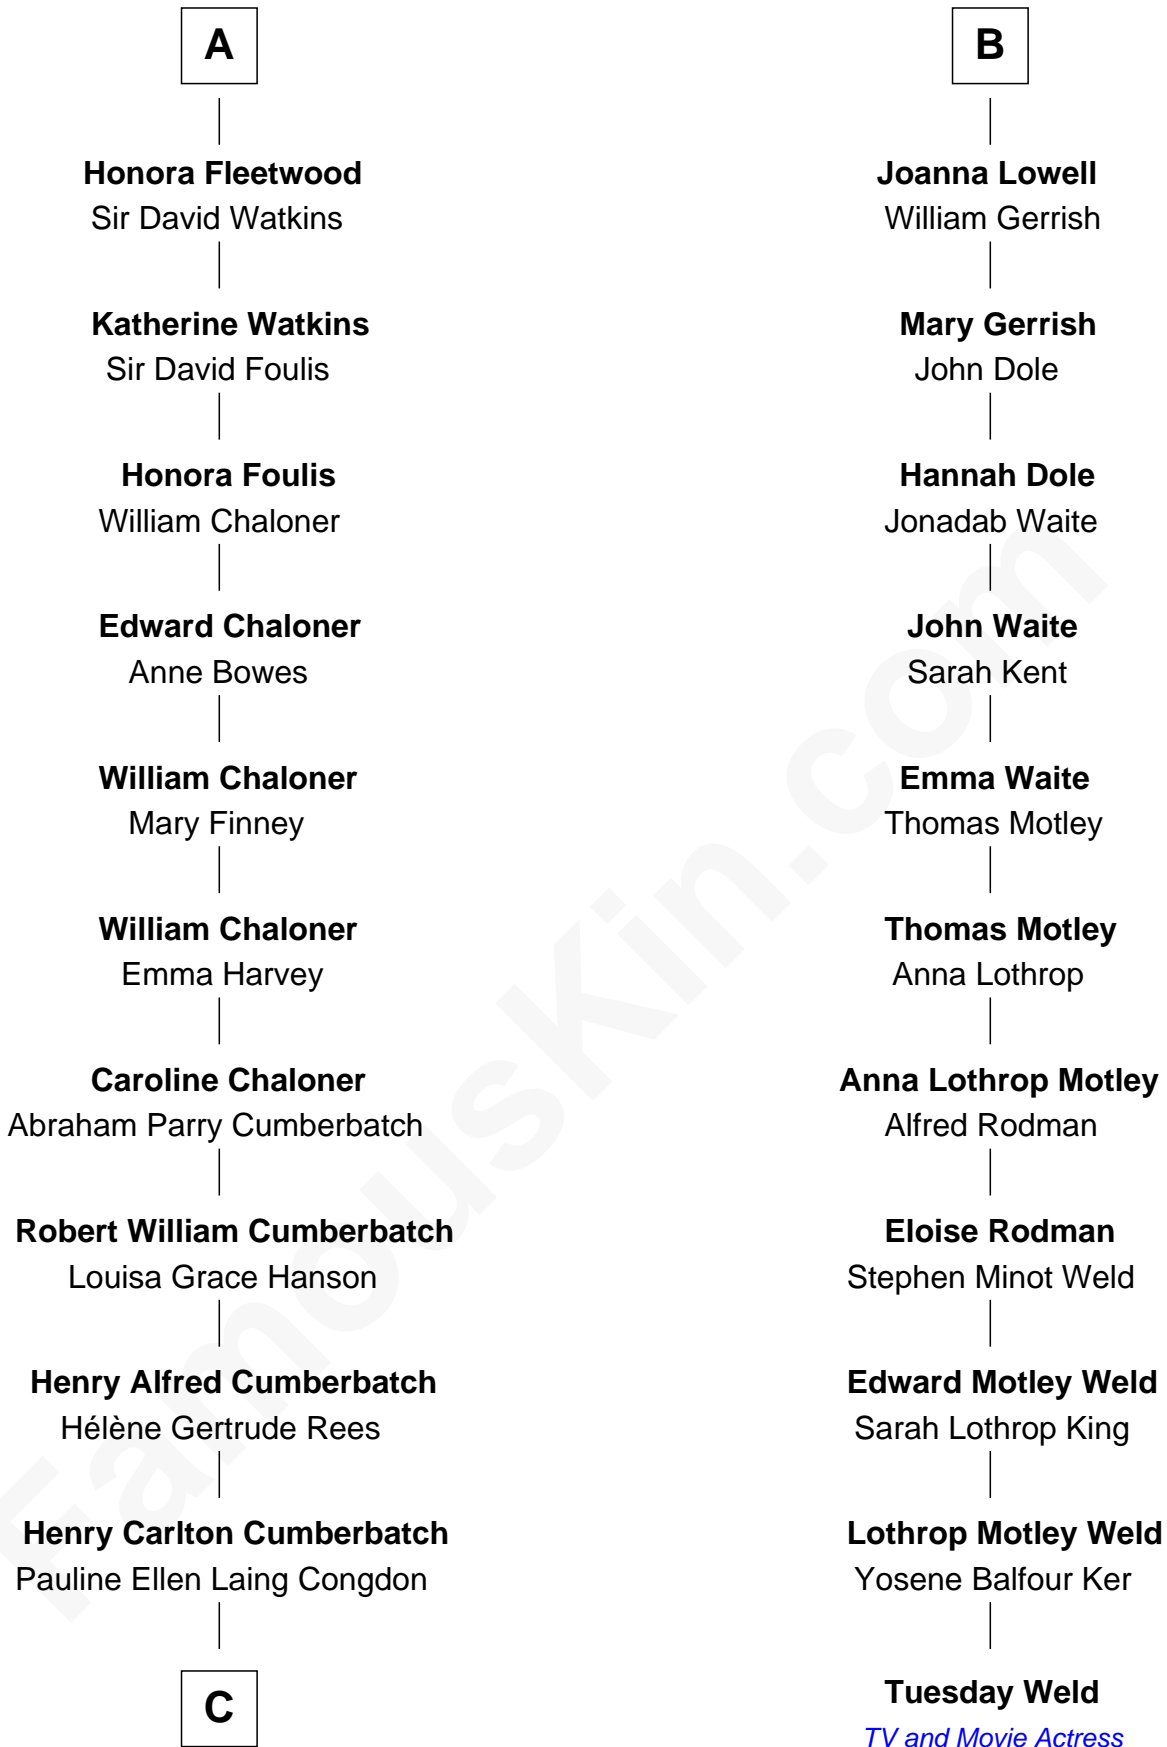 A
Honora Fleetwood
Sir David Watkins
Katherine Watkins
Sir David Foulis
Honora Foulis
William Chaloner
Edward Chaloner
Anne Bowes
William Chaloner
Mary Finney
William Chaloner
Emma Harvey
Caroline Chaloner
Abraham Parry Cumberbatch
Robert William Cumberbatch
Louisa Grace Hanson
Henry Alfred Cumberbatch
Hélène Gertrude Rees
Henry Carlton Cumberbatch
Pauline Ellen Laing Congdon
C
B
Joanna Lowell
William Gerrish
Mary Gerrish
John Dole
Hannah Dole
Jonadab Waite
John Waite
Sarah Kent
Emma Waite
Thomas Motley
Thomas Motley
Anna Lothrop
Anna Lothrop Motley
Alfred Rodman
Eloise Rodman
Stephen Minot Weld
Edward Motley Weld
Sarah Lothrop King
Lothrop Motley Weld
Yosene Balfour Ker
Tuesday Weld
TV and Movie Actress
FamousKin.com